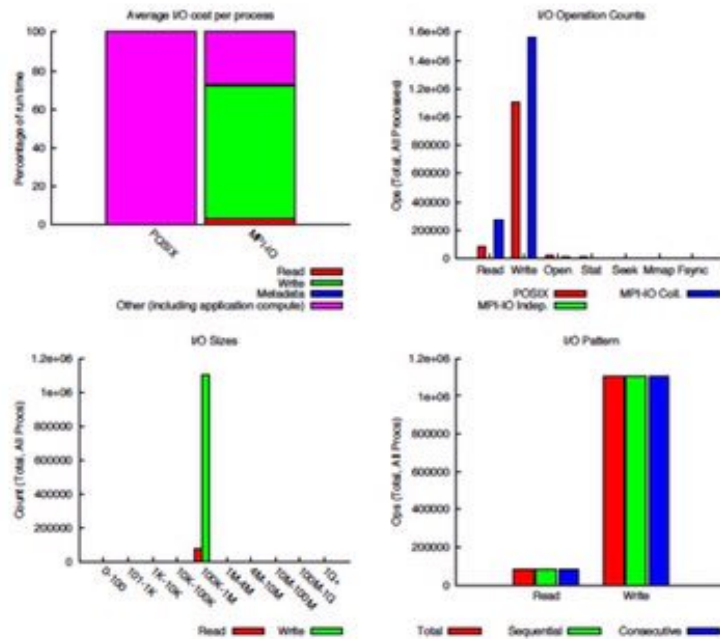 Average I/O cost per process
Percentage of run time
100
80
60
40
20
0
POSIX
MPI-IO
Read
Write
Metadata
Other (including application compute)
I/O Operation Counts
Ops (Total, All Processes)
1.6e+06
1.4e+06
1.2e+06
1e+06
800000
600000
400000
200000
0
Read Write Open Stat Seek Mmap Fsync
POSIX
MPI-IO Indep.
MPI-IO Coll.
I/O Sizes
Count (Total, All Procs)
1.2e+06
1e+06
800000
600000
400000
200000
0
0-100
101-1K
1K-10K
10K-100K
100K-1M
1M-4M
4M-10M
10M-100M
100M-1G
1G+
Read Write
I/O Pattern
Ops (Total, All Procs)
1.2e+06
1e+06
800000
600000
400000
200000
0
Read Write
Total Sequential Consecutive